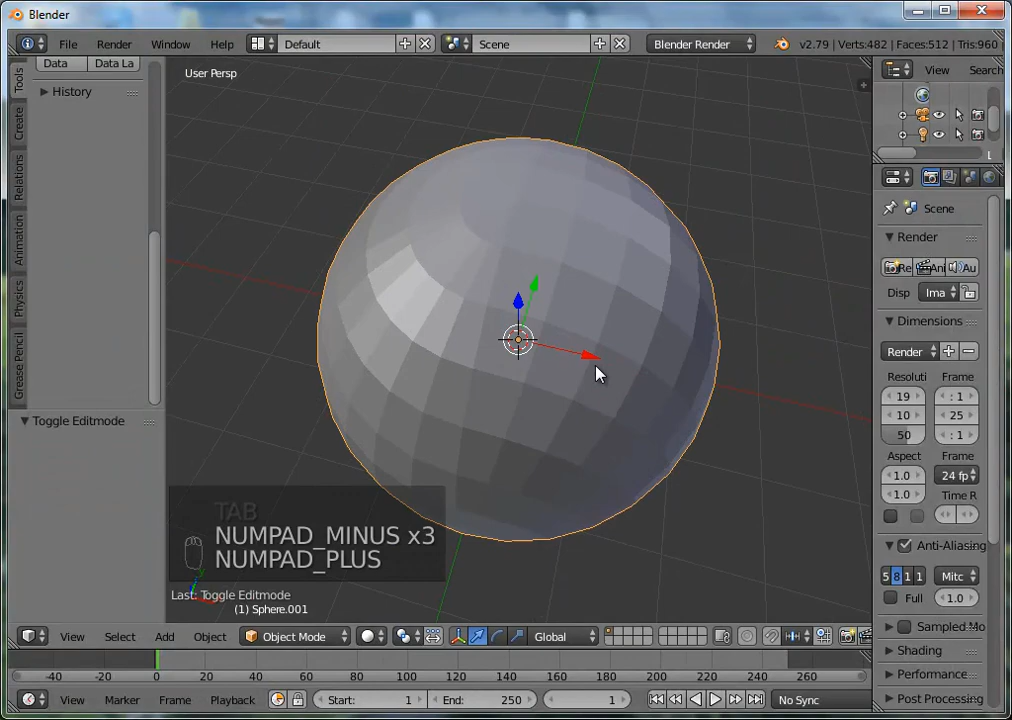 Blender
File Render Window Help Default Scene Blender Render v2.79 | Verts:482 | Faces:512 | Tris:960
Data Data La
History
Tools
Create
Relations
Animation
Physics
Grease Pencil
User Persp
View Search
Scene
Render
Re Ani Au
Disp Ima
Dimensions
Render
Resoluti Frame
19 : 1
10 25
50 : 1
Aspect Frame
1.0 24 fp
1.0 Time R
Anti-Aliasing
5 8 1 1 Mitc
Full 1.0
Sampled Mo
Shading
Performance
Post Processing
Toggle Editmode
TAB
NUMPAD_MINUS x3
NUMPAD_PLUS
Last: Toggle Editmode
(1) Sphere.001
View Select Add Object Object Mode Global
-40 -20 0 20 40 60 80 100 120 140 160 180 200 220 240 260
View Marker Frame Playback Start: 1 End: 250 1 No Sync